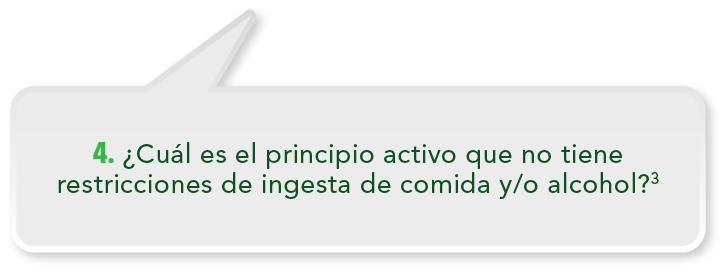 4. ¿Cuál es el principio activo que no tiene
restricciones de ingesta de comida y/o alcohol?³